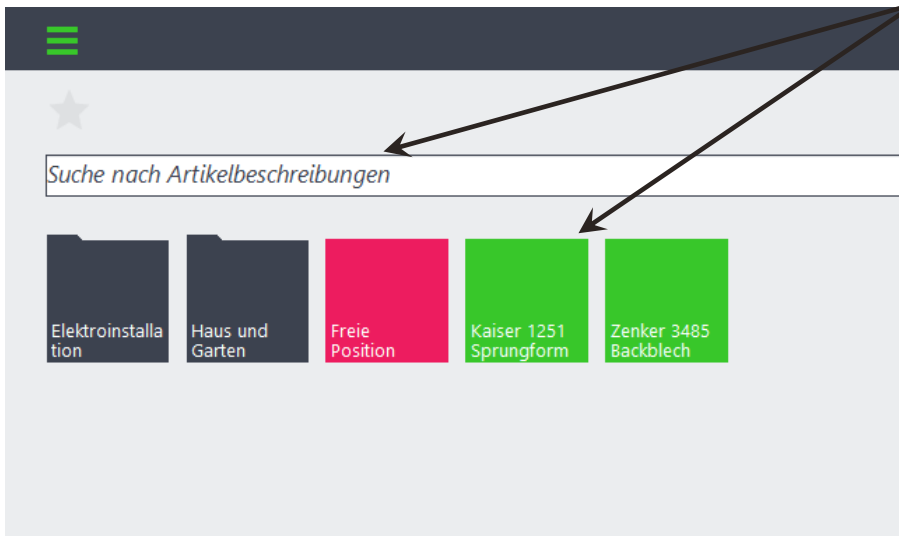 Suche nach Artikelbeschreibungen
Elektroinstalla
tion
Haus und
Garten
Freie
Position
Kaiser 1251
Sprungform
Zenker 3485
Backblech